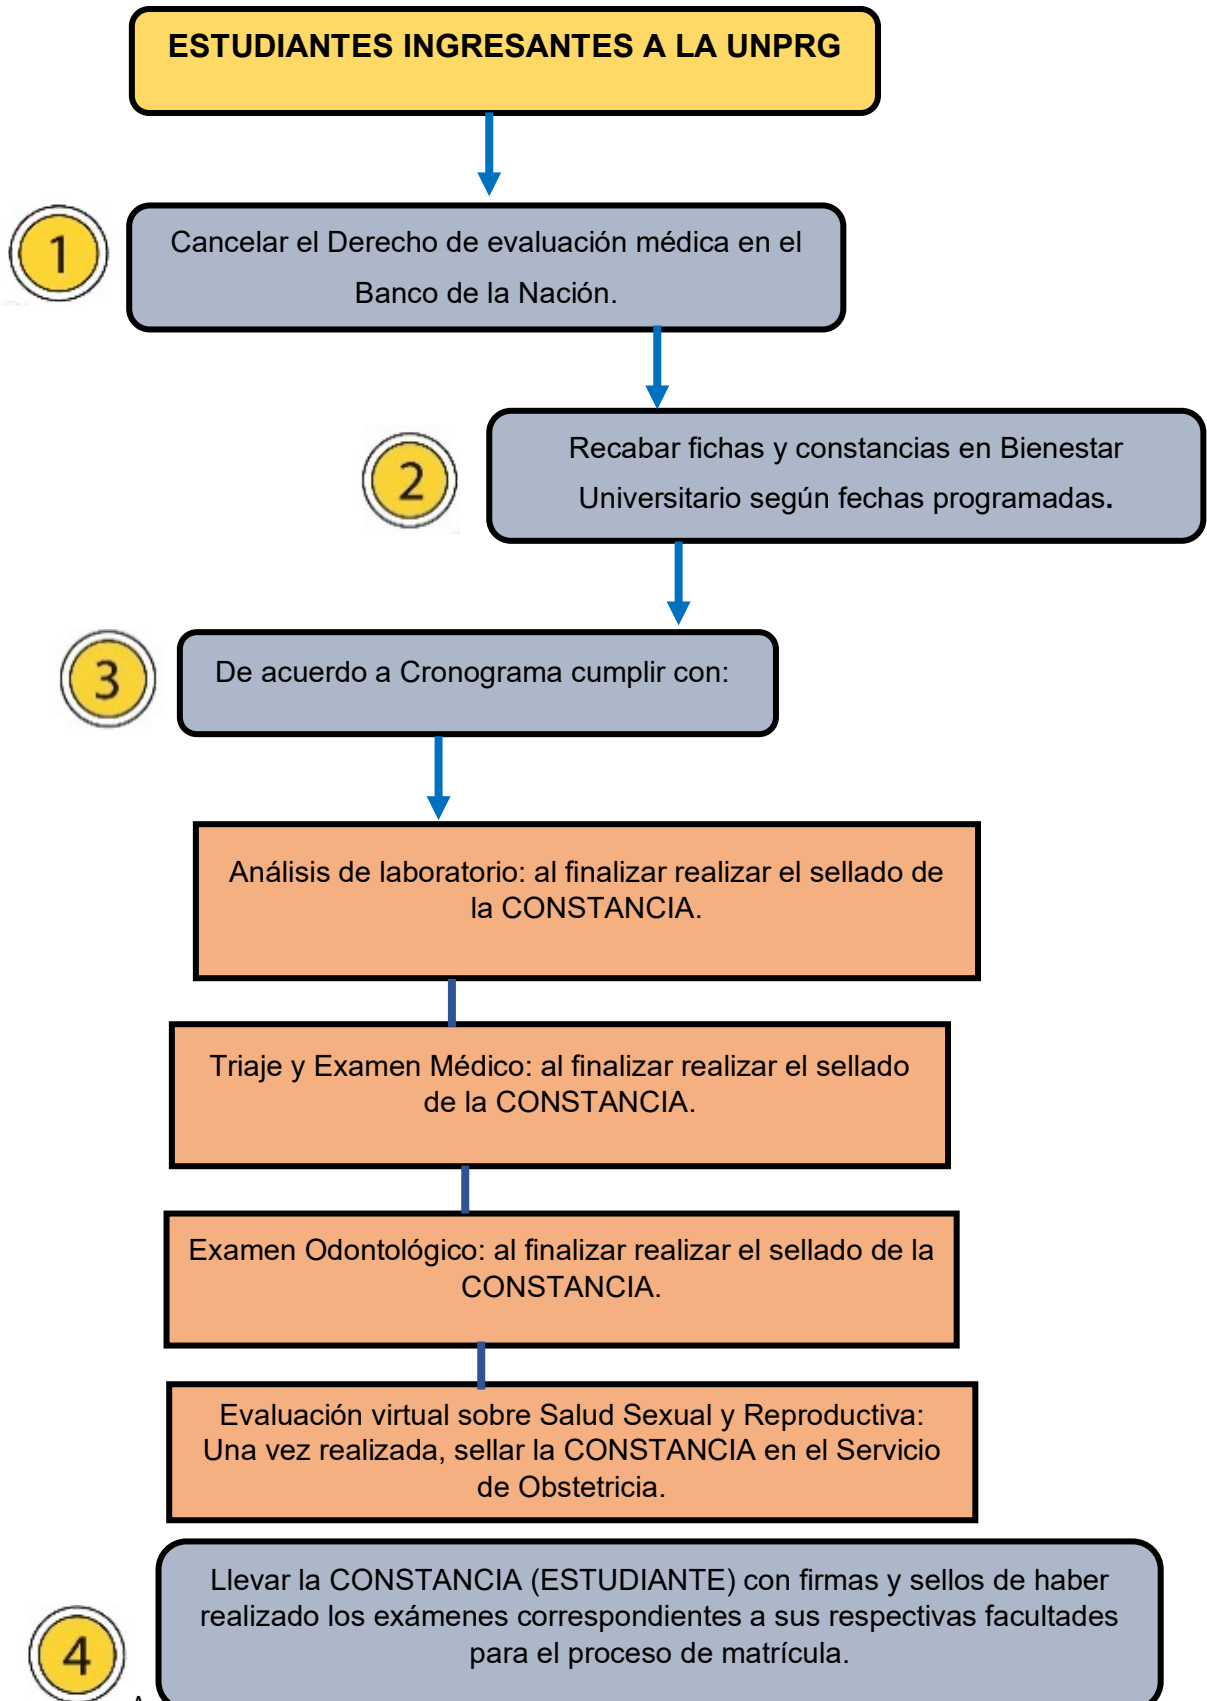 ESTUDIANTES INGRESANTES A LA UNPRG
1
Cancelar el Derecho de evaluación médica en el
Banco de la Nación.
2
Recabar fichas y constancias en Bienestar
Universitario según fechas programadas.
3
De acuerdo a Cronograma cumplir con:
Análisis de laboratorio: al finalizar realizar el sellado de
la CONSTANCIA.
Triaje y Examen Médico: al finalizar realizar el sellado
de la CONSTANCIA.
Examen Odontológico: al finalizar realizar el sellado de la
CONSTANCIA.
Evaluación virtual sobre Salud Sexual y Reproductiva:
Una vez realizada, sellar la CONSTANCIA en el Servicio
de Obstetricia.
4
Llevar la CONSTANCIA (ESTUDIANTE) con firmas y sellos de haber
realizado los exámenes correspondientes a sus respectivas facultades
para el proceso de matrícula.